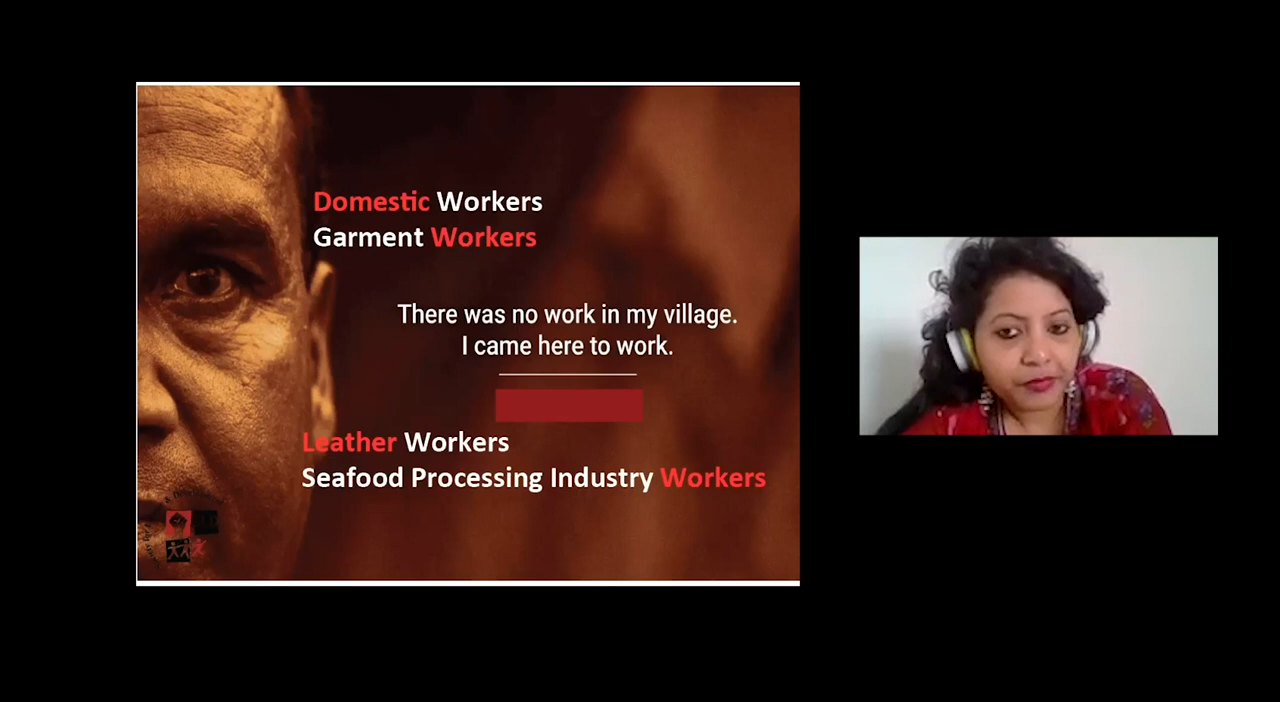 Domestic Workers
Garment Workers
There was no work in my village.
I came here to work.
Leather Workers
Seafood Processing Industry Workers